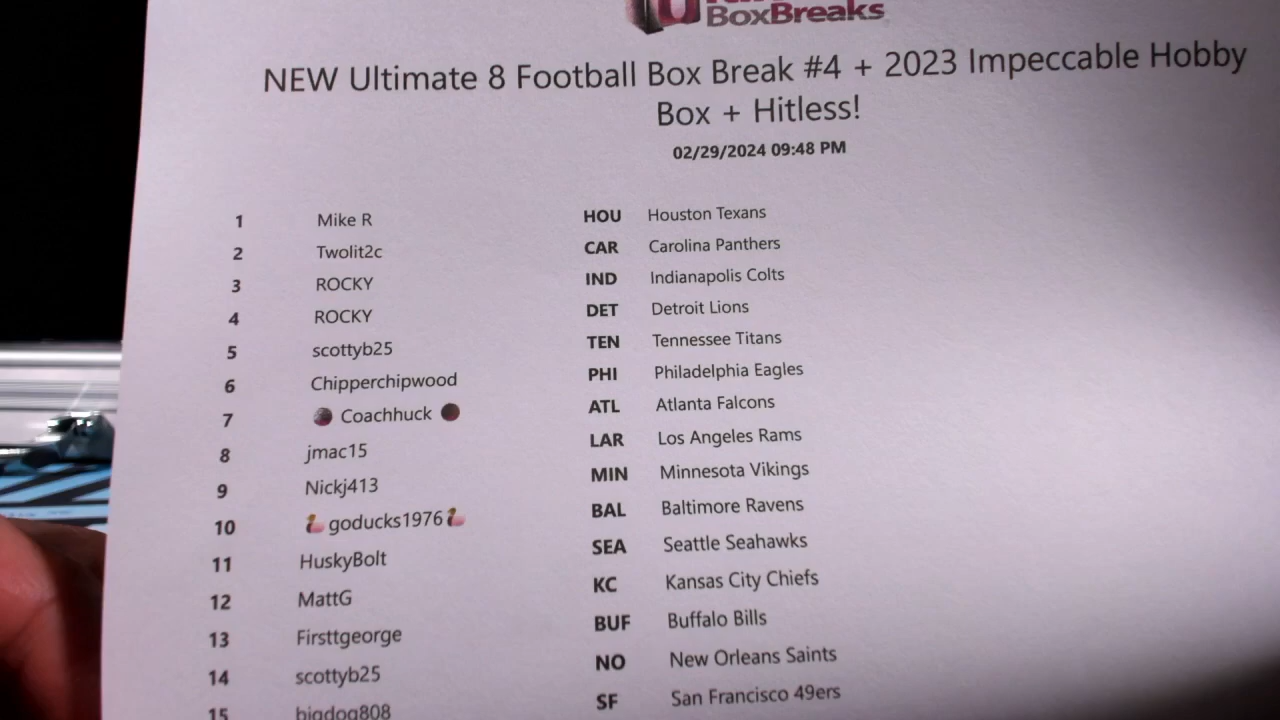 BoxBreaks
NEW Ultimate 8 Football Box Break #4 + 2023 Impeccable Hobby
Box + Hitless!
02/29/2024 09:48 PM
1 Mike R HOU Houston Texans
2 Twolit2c CAR Carolina Panthers
3 ROCKY IND Indianapolis Colts
4 ROCKY DET Detroit Lions
5 scottyb25 TEN Tennessee Titans
6 Chipperchipwood PHI Philadelphia Eagles
7 Coachhuck ATL Atlanta Falcons
8 jmac15 LAR Los Angeles Rams
9 Nickj413 MIN Minnesota Vikings
10 goducks1976 BAL Baltimore Ravens
11 HuskyBolt SEA Seattle Seahawks
12 MattG KC Kansas City Chiefs
13 Firsttgeorge BUF Buffalo Bills
14 scottyb25 NO New Orleans Saints
15 bigdog808 SF San Francisco 49ers